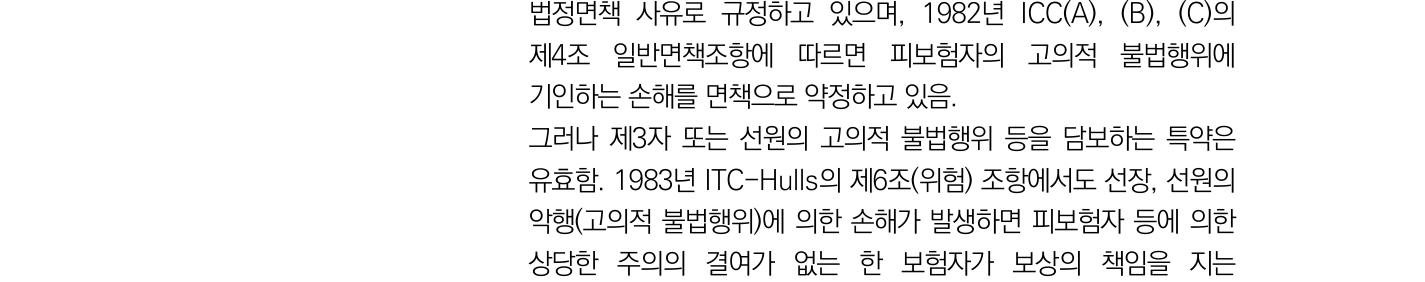 법정면책 사유로 규정하고 있으며, 1982년 ICC(A), (B), (C)의
제4조 일반면책조항에 따르면 피보험자의 고의적 불법행위에
기인하는 손해를 면책으로 약정하고 있음.
그러나 제3자 또는 선원의 고의적 불법행위 등을 담보하는 특약은
유효함. 1983년 ITC-Hulls의 제6조(위험) 조항에서도 선장, 선원의
악행(고의적 불법행위)에 의한 손해가 발생하면 피보험자 등에 의한
상당한 주의의 결여가 없는 한 보험자가 보상의 책임을 지는